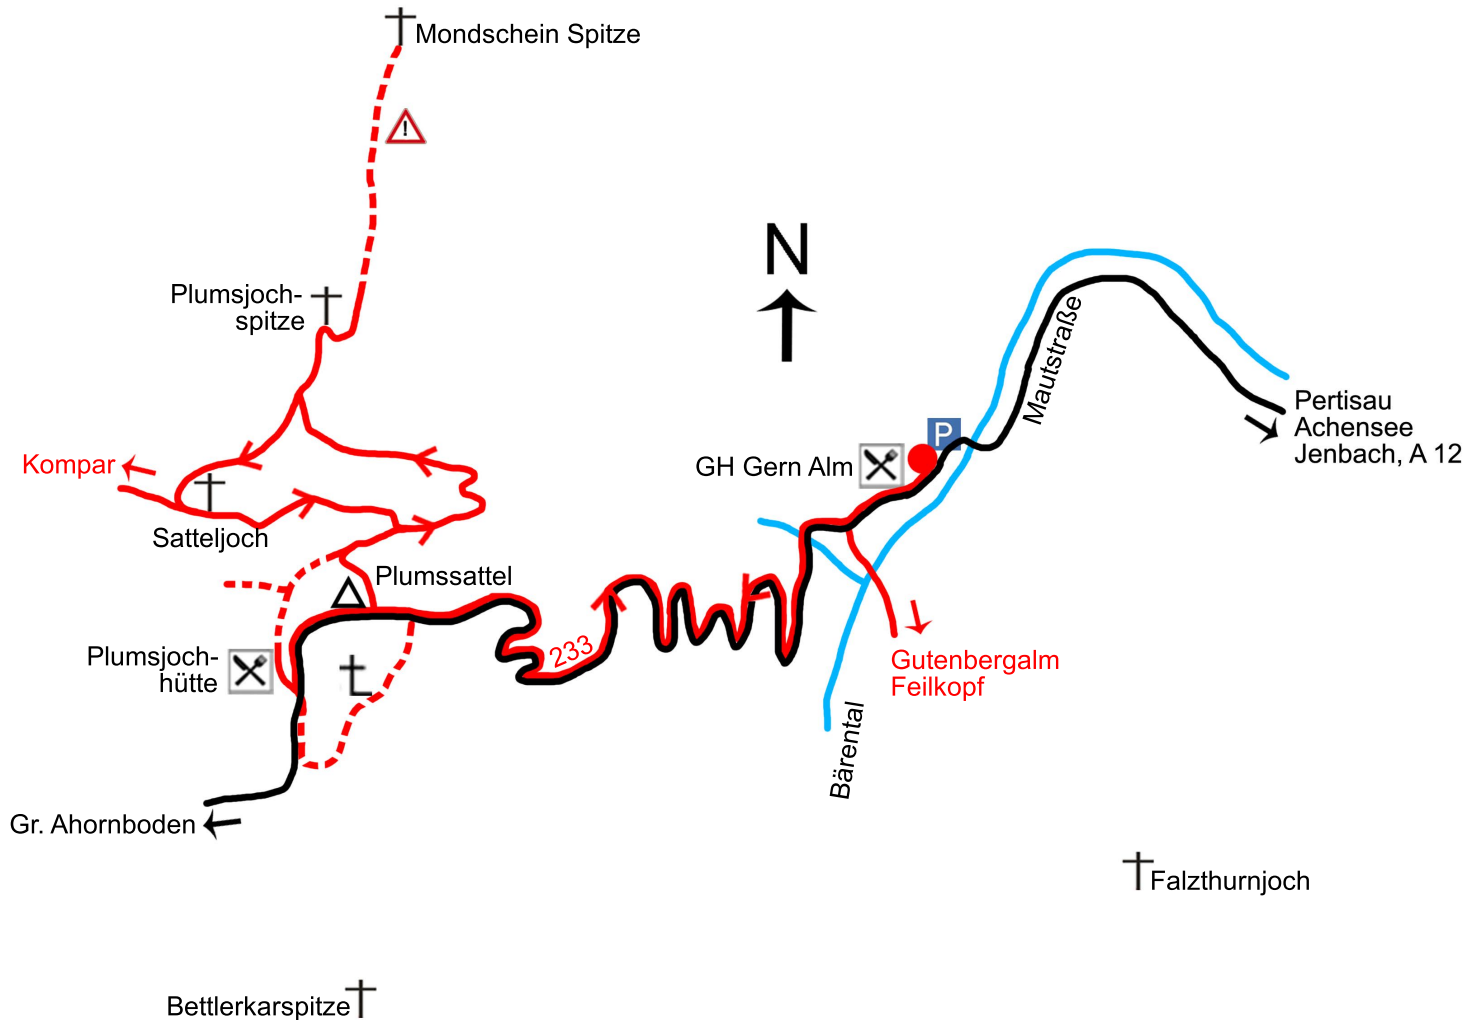 Mondschein Spitze
!
N
Plumsjoch-
spitze
Mautstraße
Pertisau
Achensee
Jenbach, A 12
P
GH Gern Alm
Kompar
Satteljoch
Plumssattel
233
Plumsjoch-
hütte
Gutenbergalm
Feilkopf
Bärental
Gr. Ahornboden
Falzthurnjoch
Bettlerkarspitze